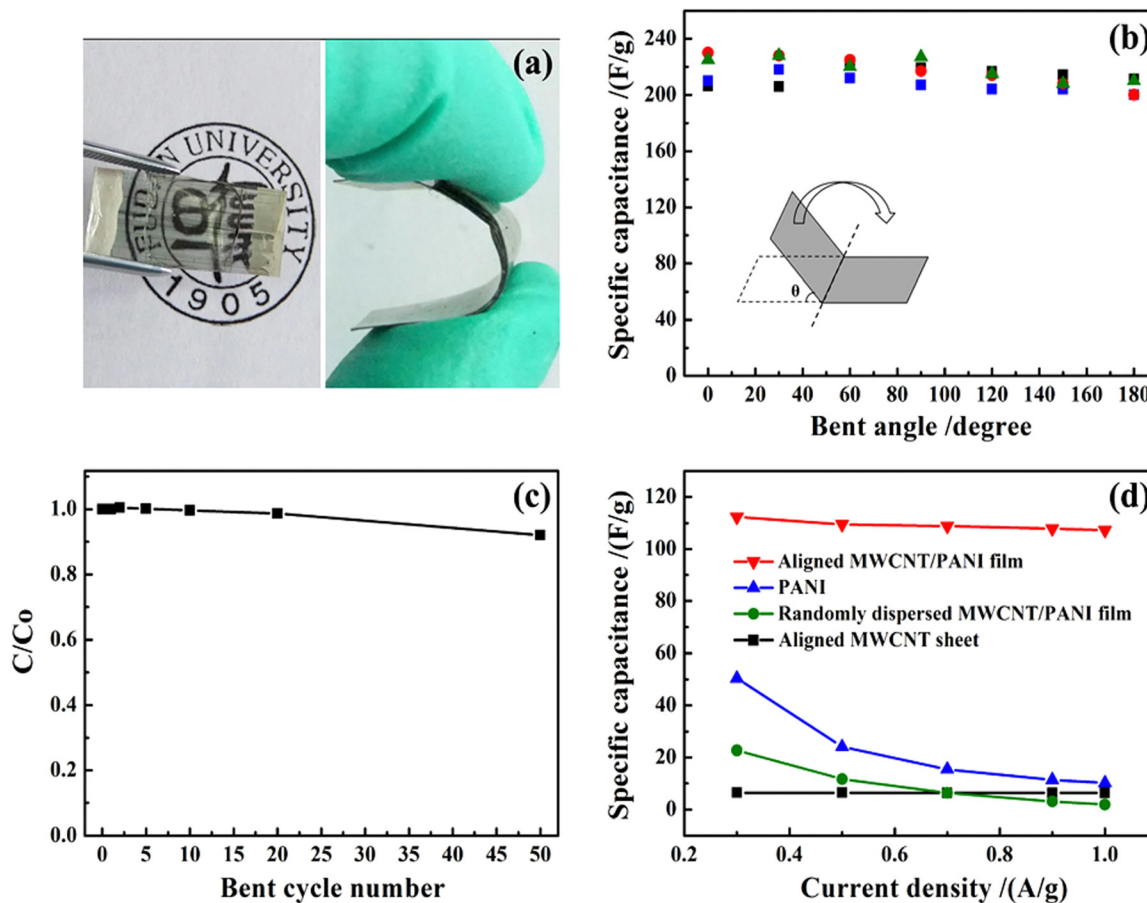 (a)
UNIVERSITY
1905
(b)
Specific capacitance /(F/g)
240
200
160
120
80
40
0
θ
0 20 40 60 80 100 120 140 160 180
Bent angle /degree
(c)
C/Co
1.0
0.8
0.6
0.4
0.2
0.0
0 5 10 15 20 25 30 35 40 45 50
Bent cycle number
(d)
Specific capacitance /(F/g)
120
100
80
60
40
20
0
Aligned MWCNT/PANI film
PANI
Randomly dispersed MWCNT/PANI film
Aligned MWCNT sheet
0.2 0.4 0.6 0.8 1.0
Current density /(A/g)